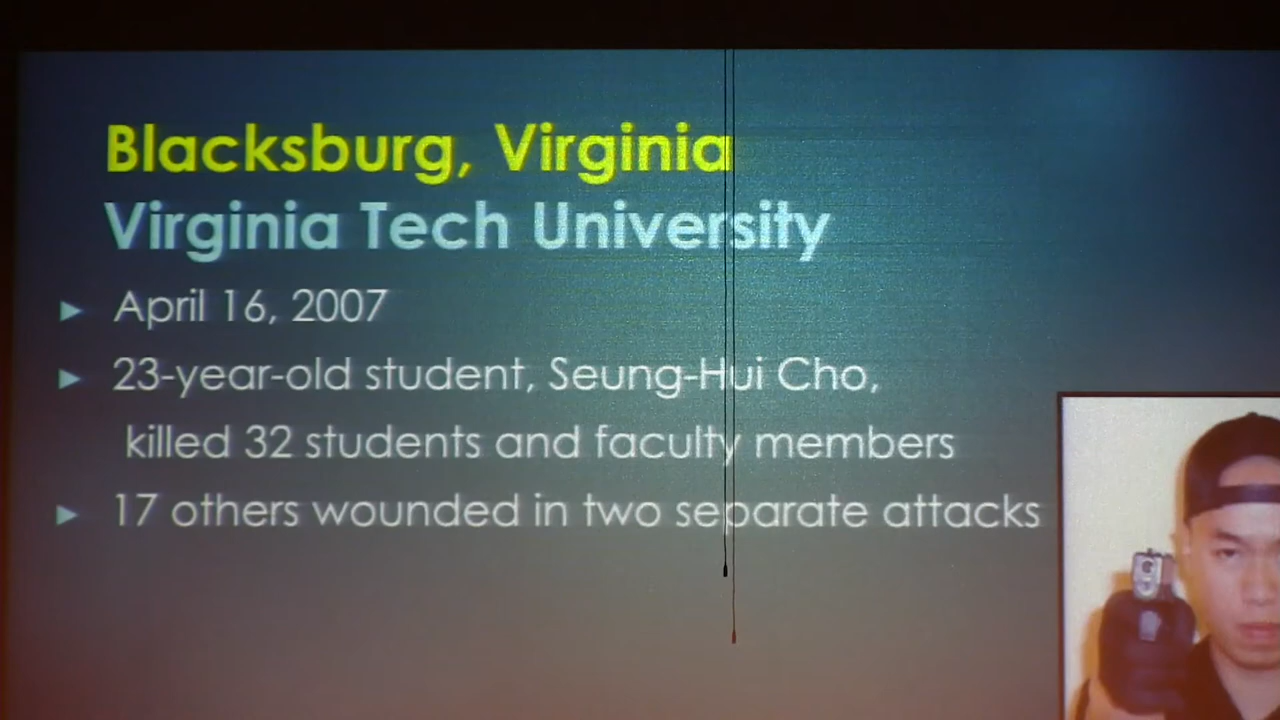 Blacksburg, Virginia
Virginia Tech University
April 16, 2007
23-year-old student, Seung-Hui Cho,
killed 32 students and faculty members
17 others wounded in two separate attacks